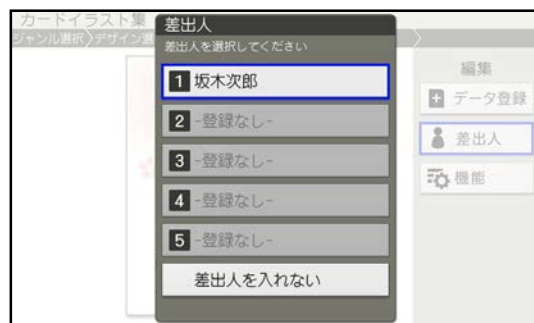 カードイラスト集
ジャンル選択〉デザイン選
差出人
差出人を選択してください
1 坂木次郎
2 -登録なし-
3 -登録なし-
4 -登録なし-
5 -登録なし-
差出人を入れない
編集
データ登録
差出人
機能